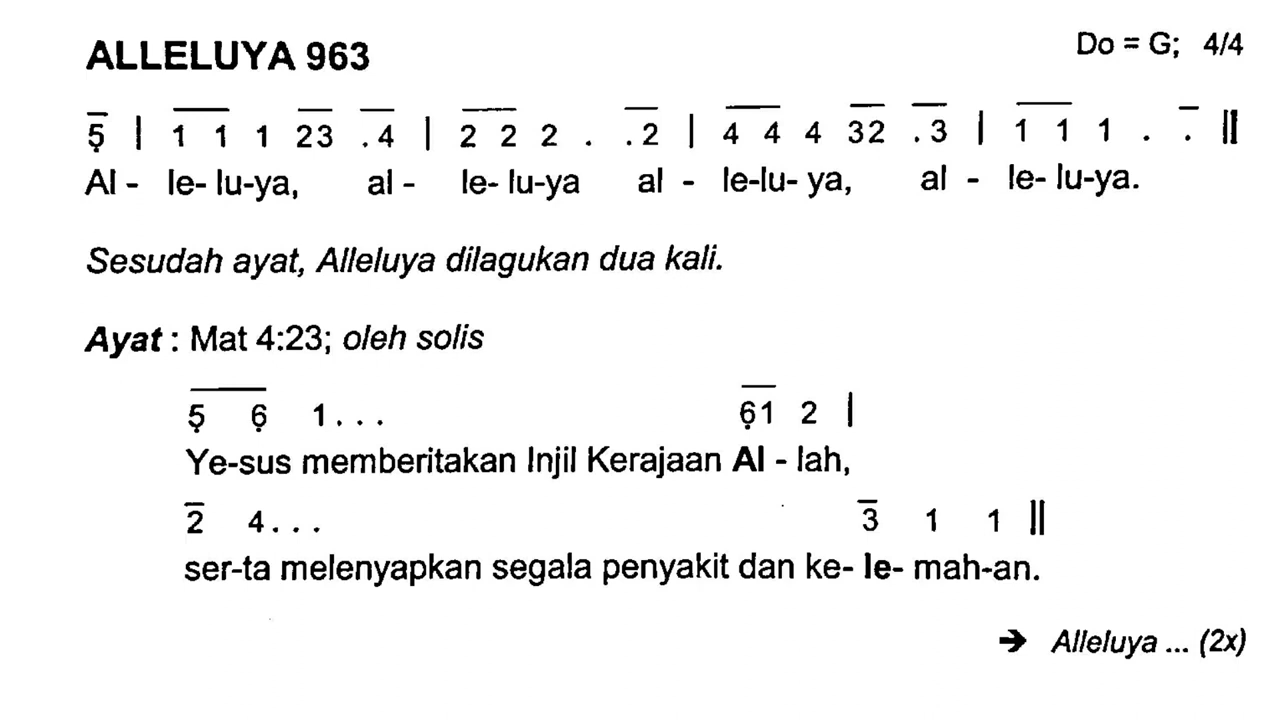 ALLELUYA 963 Do = G; 4/4
5̣ | 1 1 1 23 .4 | 2 2 2 . .2 | 4 4 4 32 .3 | 1 1 1 . . ||
Al - le- lu-ya, al - le- lu-ya al - le-lu- ya, al - le- lu-ya.
Sesudah ayat, Alleluya dilagukan dua kali.
Ayat : Mat 4:23; oleh solis
5̣ 6̣ 1... 6̣1 2 |
Ye-sus memberitakan Injil Kerajaan Al - lah,
2 4... 3 1 1 ||
ser-ta melenyapkan segala penyakit dan ke- le- mah-an.
➔ Alleluya ... (2x)